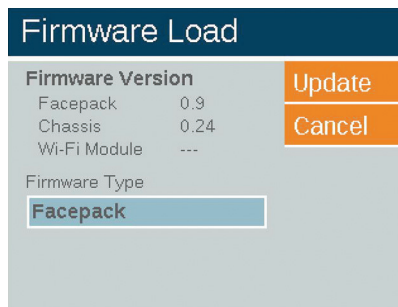 Firmware Load
Firmware Version
Facepack 0.9
Chassis 0.24
Wi-Fi Module ---
Firmware Type
Facepack
Update
Cancel